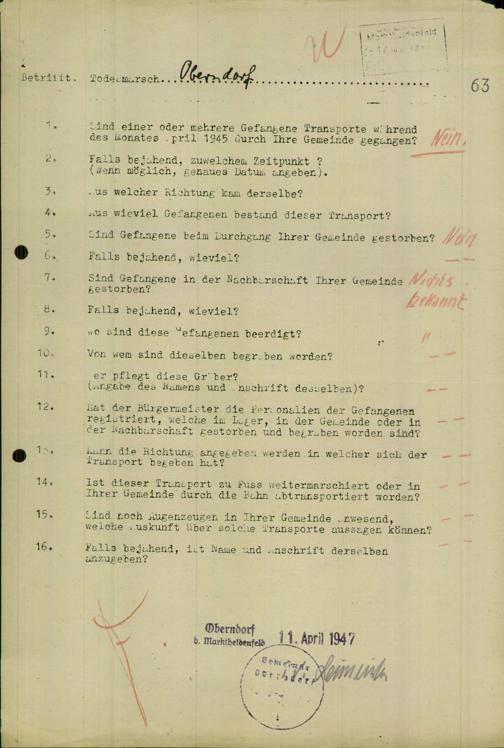 63
Betrifft. Todesmarsch...Oberndorf..........................
1. Sind einer oder mehrere Gefangene Transporte während
des Monates April 1945 durch Ihre Gemeinde gegangen? Nein.
2. Falls bejahend, zuwelchem Zeitpunkt ?
(Wenn möglich, genaues Datum angeben).
3. Aus welcher Richtung kam derselbe?
4. Aus wieviel Gefangenen bestand dieser Transport?
5. Sind Gefangene beim Durchgang Ihrer Gemeinde gestorben? Nein
6. Falls bejahend, wieviel? —
7. Sind Gefangene in der Nachbarschaft Ihrer Gemeinde Nichts
gestorben? bekannt
8. Falls bejahend, wieviel?
9. Wo sind diese Gefangenen beerdigt? "
10. Von wem sind dieselben begraben worden? —
11. Wer pflegt diese Gräber?
(Angabe des Namens und Anschrift desselben)? —
12. Hat der Bürgermeister die Personalien der Gefangenen
registriert, welche im Lager, in der Gemeinde oder in
der Nachbarschaft gestorben und begraben worden sind? —
13. Kann die Richtung angegeben werden in welcher sich der
Transport begeben hat? —
14. Ist dieser Transport zu Fuss weitermarschiert oder in
Ihrer Gemeinde durch die Bahn abtransportiert worden? —
15. Sind noch Augenzeugen in Ihrer Gemeinde anwesend,
welche Auskunft über solche Transporte aussagen können? —
16. Falls bejahend, ist Name und Anschrift derselben
anzugeben?
Oberndorf
b. Marktheidenfeld 11. April 1947
Gemeinde
Oberndorf